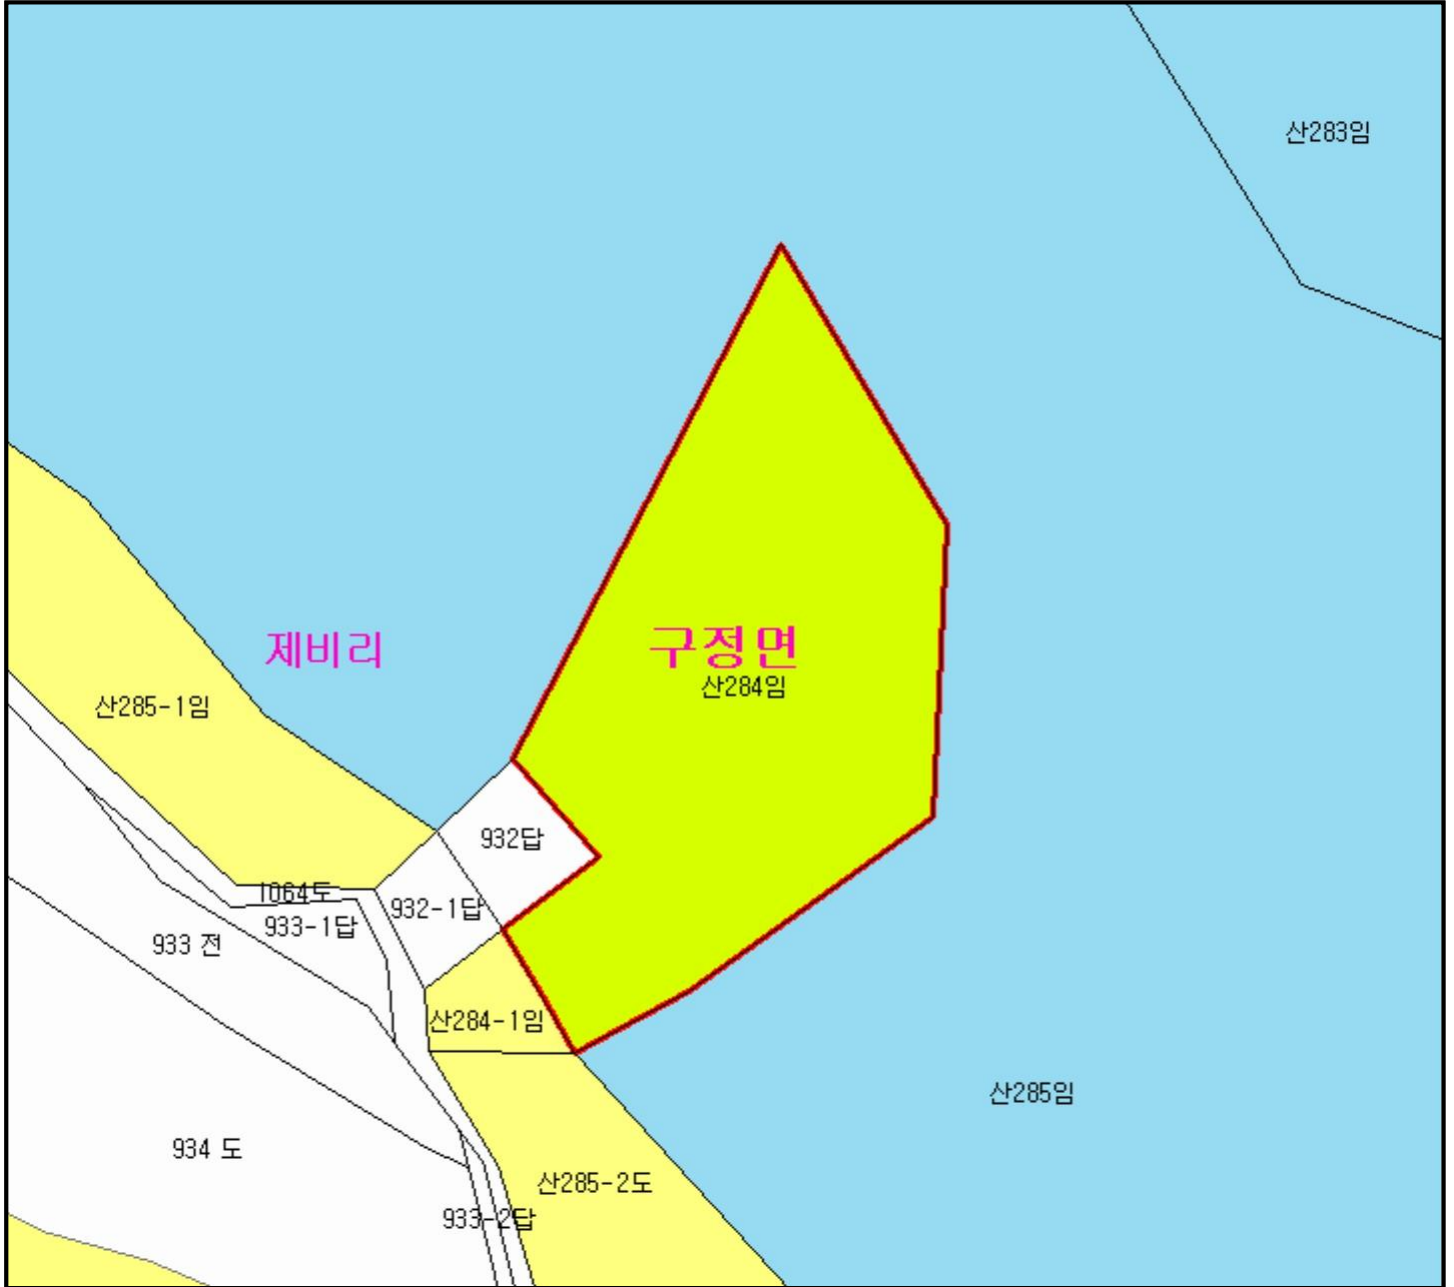 산283임
제비리
구정면
산284임
산285-1임
932답
1064도
932-1답
933-1답
933 전
산284-1임
산285임
934 도
산285-2도
933-2답